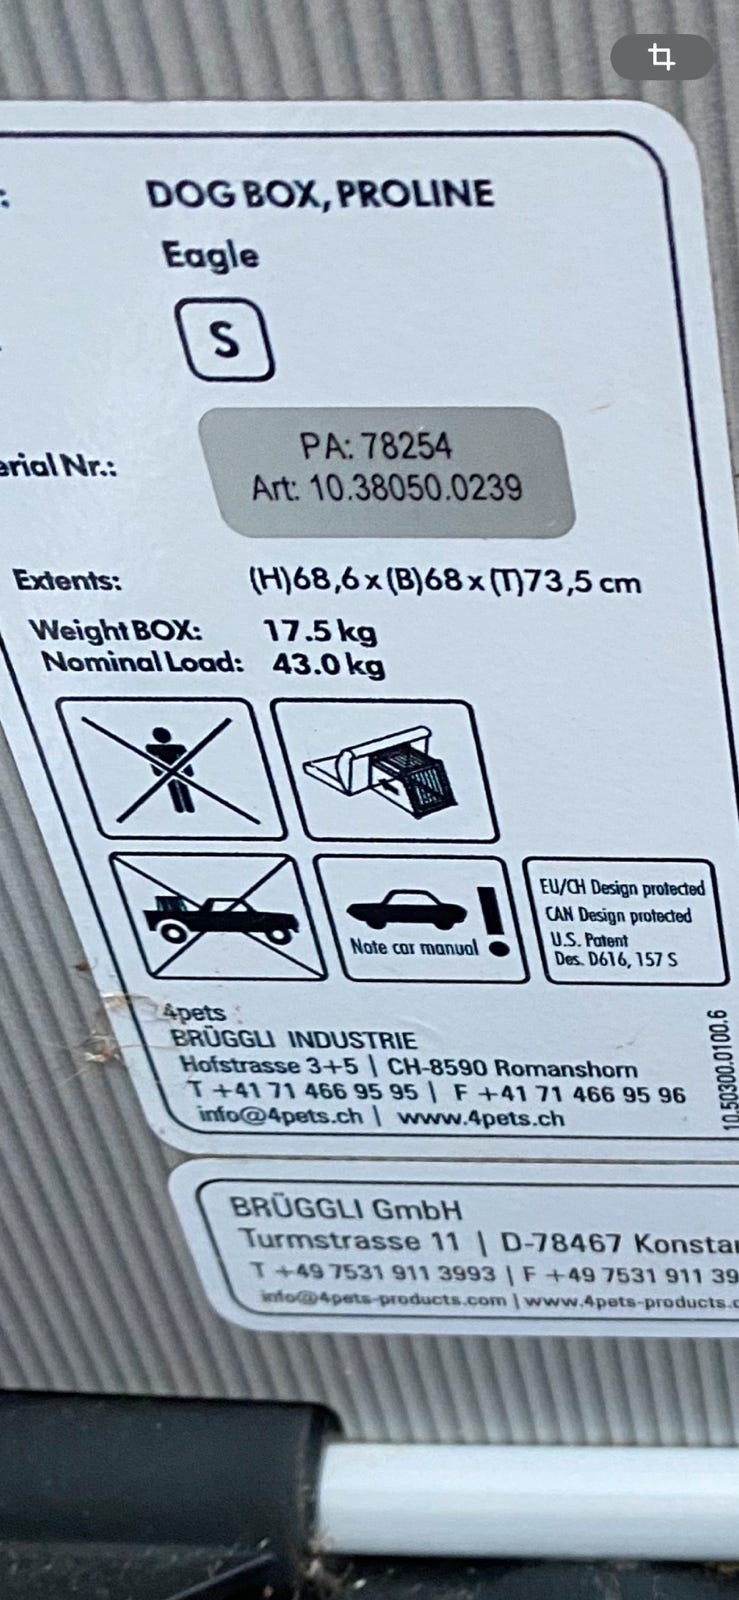 :
DOG BOX, PROLINE
Eagle
S
erial Nr.:
PA: 78254
Art: 10.38050.0239
Extents: (H)68,6 x (B)68 x (T)73,5 cm
Weight BOX: 17.5 kg
Nominal Load: 43.0 kg
Note car manual !
EU/CH Design protected
CAN Design protected
U.S. Patent
Des. D616, 157 S
4pets
BRÜGGLI INDUSTRIE
Hofstrasse 3+5 | CH-8590 Romanshorn
T +41 71 466 95 95 | F +41 71 466 95 96
info@4pets.ch | www.4pets.ch
10.50300.0100.6
BRÜGGLI GmbH
Turmstrasse 11 | D-78467 Konstan
T +49 7531 911 3993 | F +49 7531 911 39
info@4pets-products.com | www.4pets-products.c